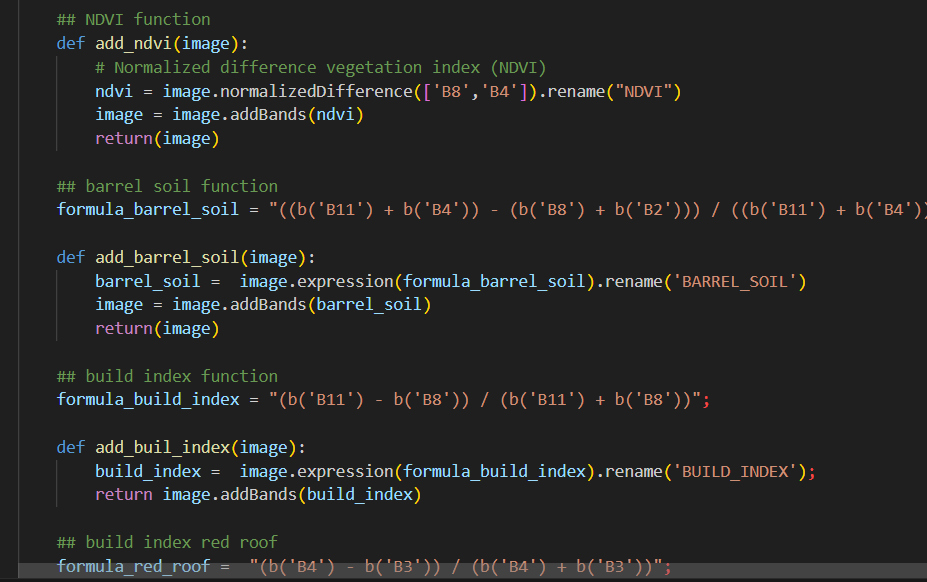 ## NDVI function
def add_ndvi(image):
    # Normalized difference vegetation index (NDVI)
    ndvi = image.normalizedDifference(['B8','B4']).rename("NDVI")
    image = image.addBands(ndvi)
    return(image)
## barrel soil function
formula_barrel_soil = "((b('B11') + b('B4')) - (b('B8') + b('B2'))) / ((b('B11') + b('B4'))
def add_barrel_soil(image):
    barrel_soil =  image.expression(formula_barrel_soil).rename('BARREL_SOIL')
    image = image.addBands(barrel_soil)
    return(image)
## build index function
formula_build_index = "(b('B11') - b('B8')) / (b('B11') + b('B8'))";
def add_buil_index(image):
    build_index =  image.expression(formula_build_index).rename('BUILD_INDEX');
    return image.addBands(build_index)
## build index red roof
formula_red_roof =  "(b('B4') - b('B3')) / (b('B4') + b('B3'))";